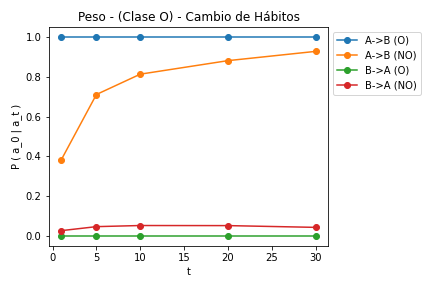 Peso - (Clase O) - Cambio de Hábitos
1.0
0.8
0.6
0.4
0.2
0.0
P ( a_0 | a_t )
0 5 10 15 20 25 30
t
A->B (O)
A->B (NO)
B->A (O)
B->A (NO)